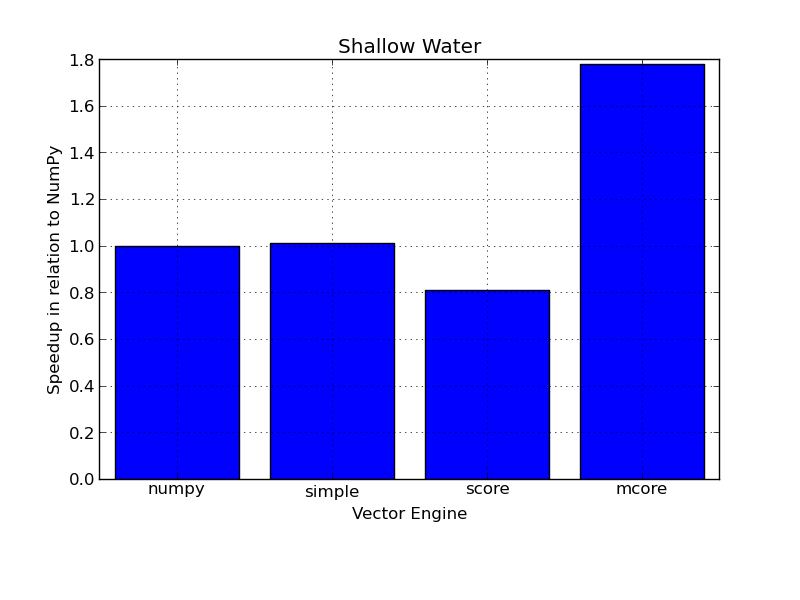 Shallow Water
1.8
1.6
1.4
1.2
1.0
0.8
0.6
0.4
0.2
0.0
Speedup in relation to NumPy
numpy simple score mcore
Vector Engine